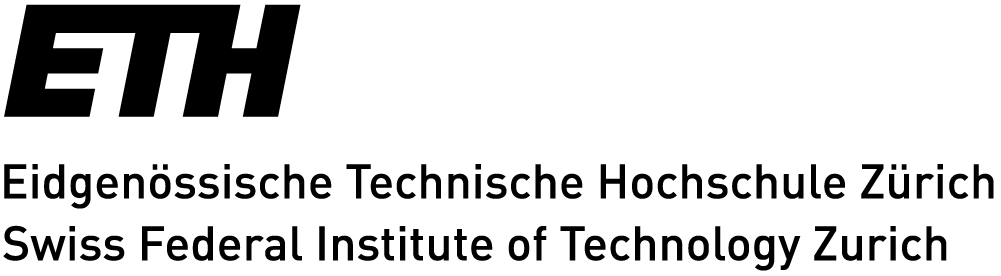 ETH
Eidgenössische Technische Hochschule Zürich
Swiss Federal Institute of Technology Zurich